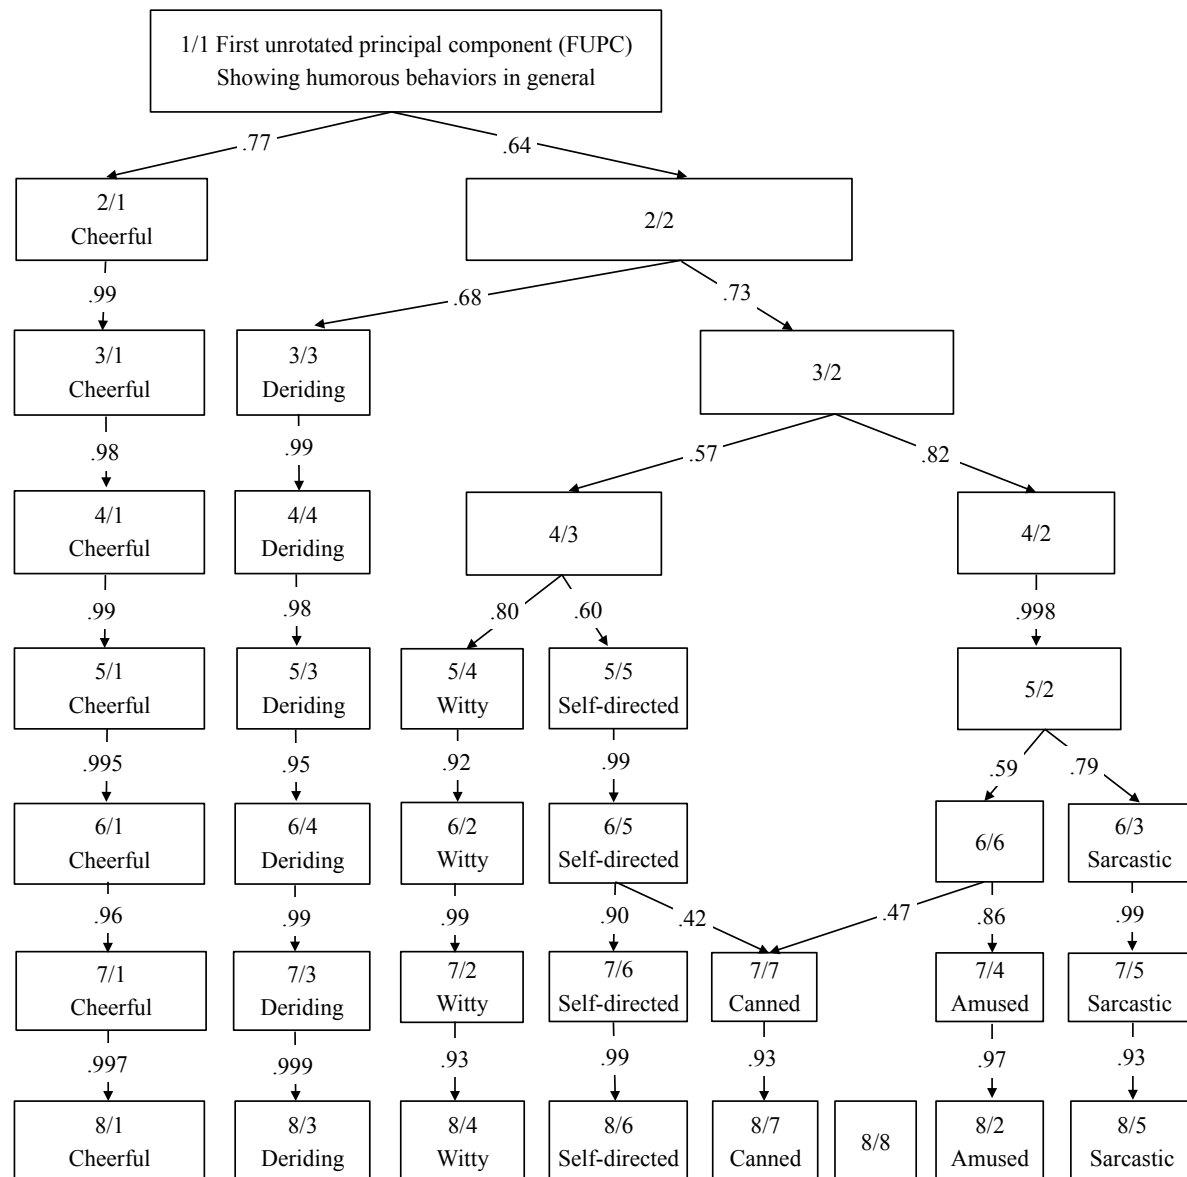 1/1 First unrotated principal component (FUPC)
Showing humorous behaviors in general
.77
.64
2/1
Cheerful
2/2
.99
.68
.73
3/1
Cheerful
3/3
Deriding
3/2
.98
.99
.57
.82
4/1
Cheerful
4/4
Deriding
4/3
4/2
.99
.98
.80
.60
.998
5/1
Cheerful
5/3
Deriding
5/4
Witty
5/5
Self-directed
5/2
.995
.95
.92
.99
.59
.79
6/1
Cheerful
6/4
Deriding
6/2
Witty
6/5
Self-directed
6/6
6/3
Sarcastic
.96
.99
.99
.90
.42
.47
.86
.99
7/1
Cheerful
7/3
Deriding
7/2
Witty
7/6
Self-directed
7/7
Canned
7/4
Amused
7/5
Sarcastic
.997
.999
.93
.99
.93
.97
.93
8/1
Cheerful
8/3
Deriding
8/4
Witty
8/6
Self-directed
8/7
Canned
8/8
8/2
Amused
8/5
Sarcastic